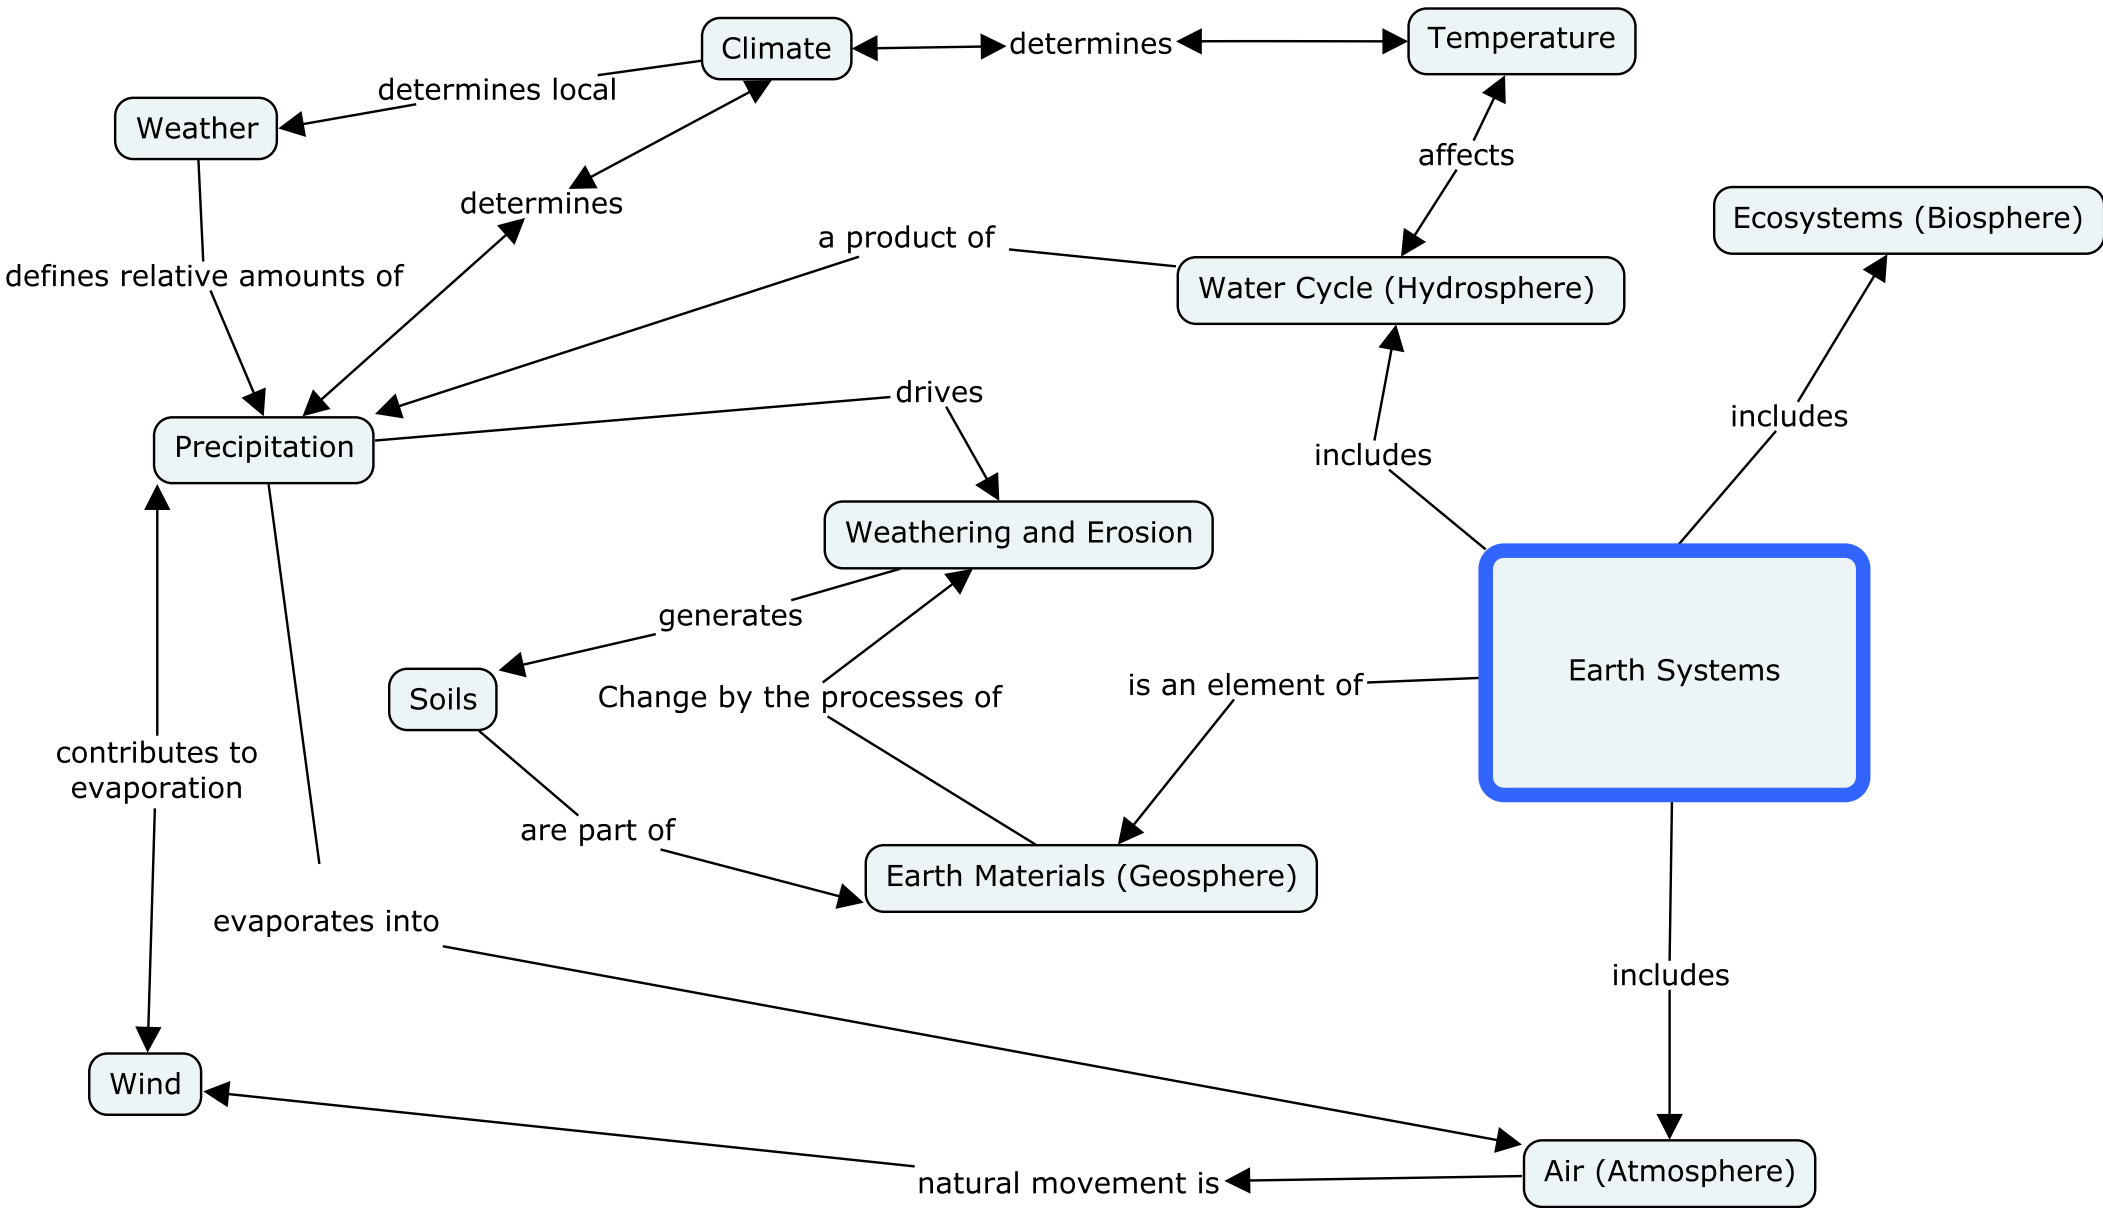 Climate
determines
Temperature
determines local
Weather
affects
determines
Ecosystems (Biosphere)
a product of
defines relative amounts of
Water Cycle (Hydrosphere)
drives
includes
Precipitation
includes
Weathering and Erosion
generates
Earth Systems
Soils
Change by the processes of
is an element of
contributes to
evaporation
are part of
Earth Materials (Geosphere)
evaporates into
includes
Wind
natural movement is
Air (Atmosphere)